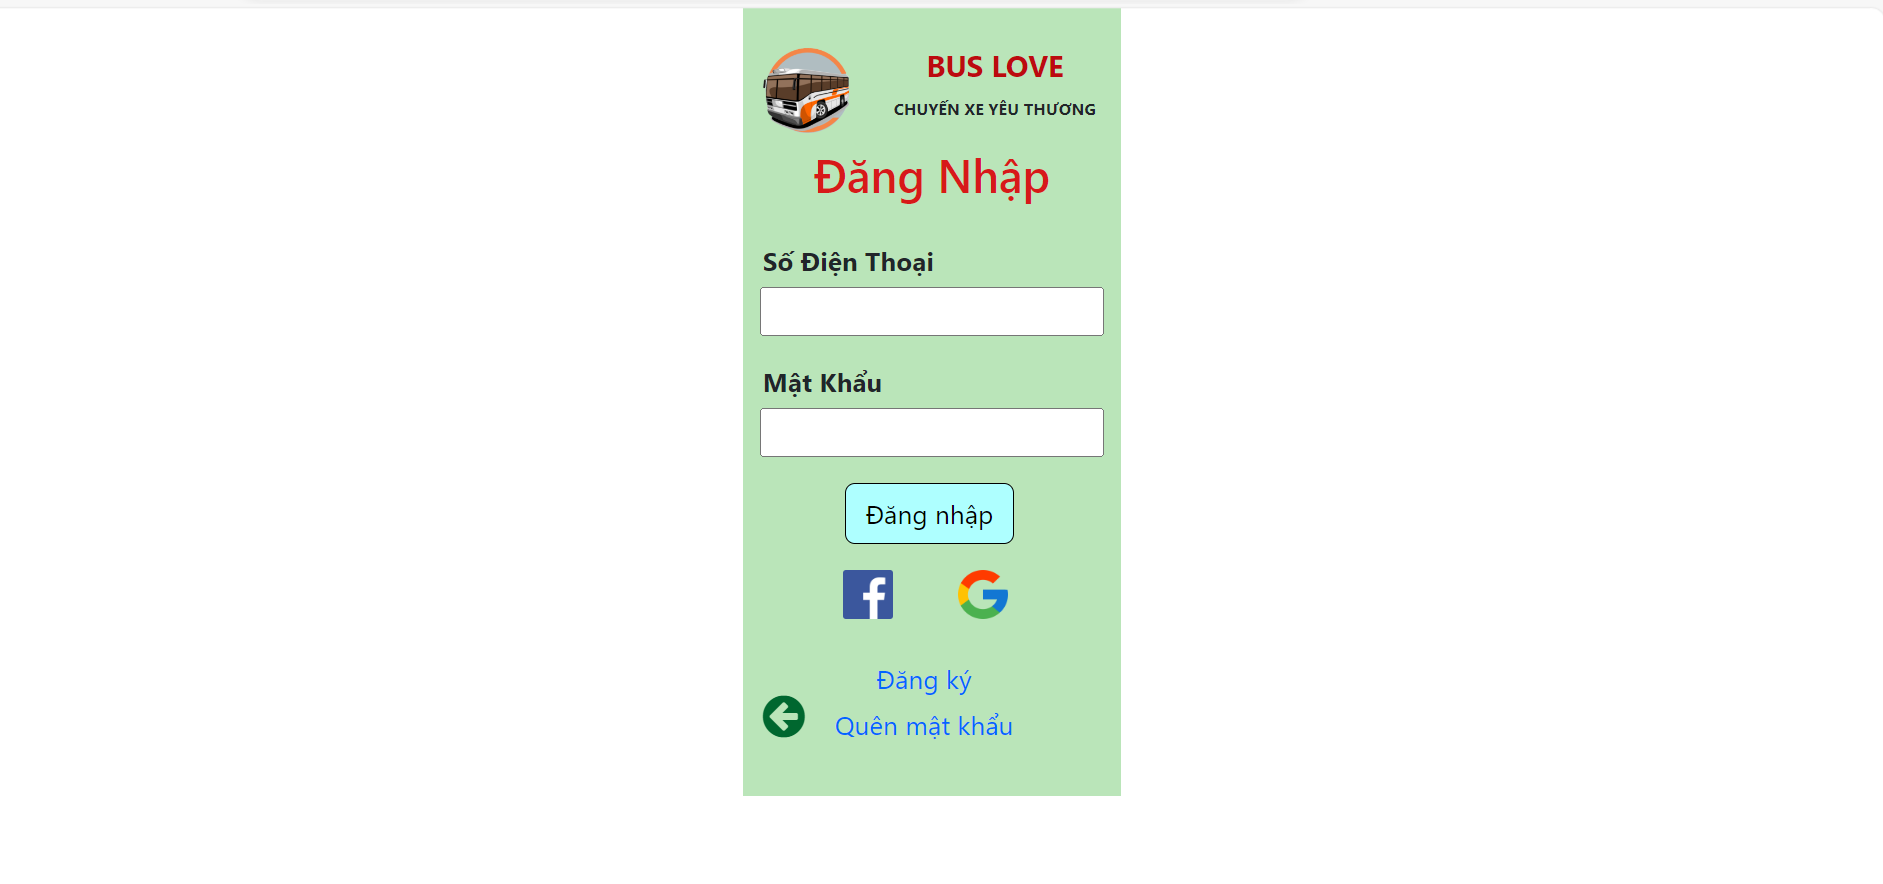 BUS LOVE
CHUYẾN XE YÊU THƯƠNG
Đăng Nhập
Số Điện Thoại
Mật Khẩu
Đăng nhập
Đăng ký
Quên mật khẩu